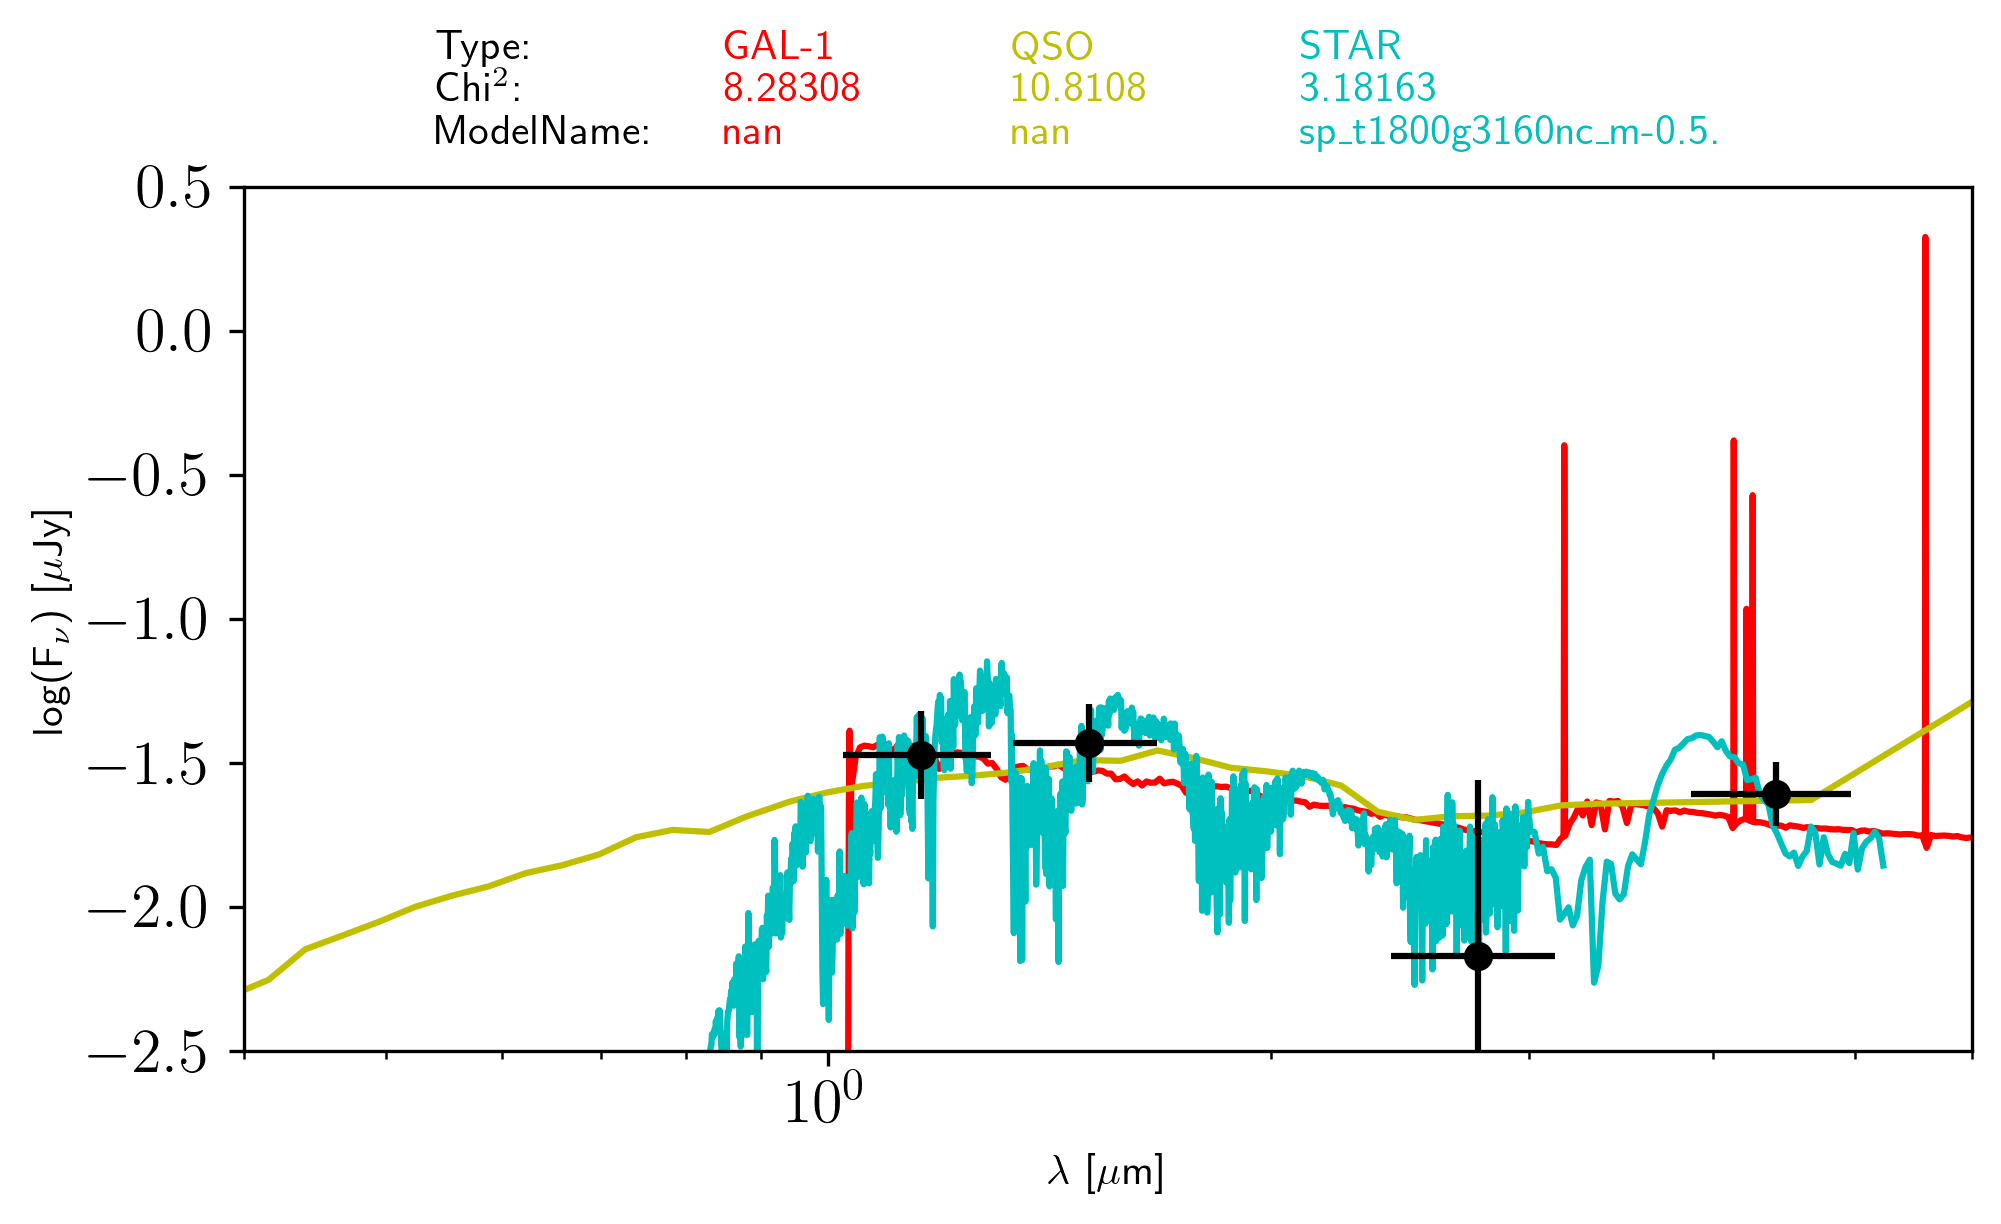 Type: GAL-1 QSO STAR
Chi²: 8.28308 10.8108 3.18163
ModelName: nan nan sp_t1800g3160nc_m-0.5.
0.5
0.0
−0.5
−1.0
−1.5
−2.0
−2.5
log(Fν) [μJy]
10⁰
λ [μm]